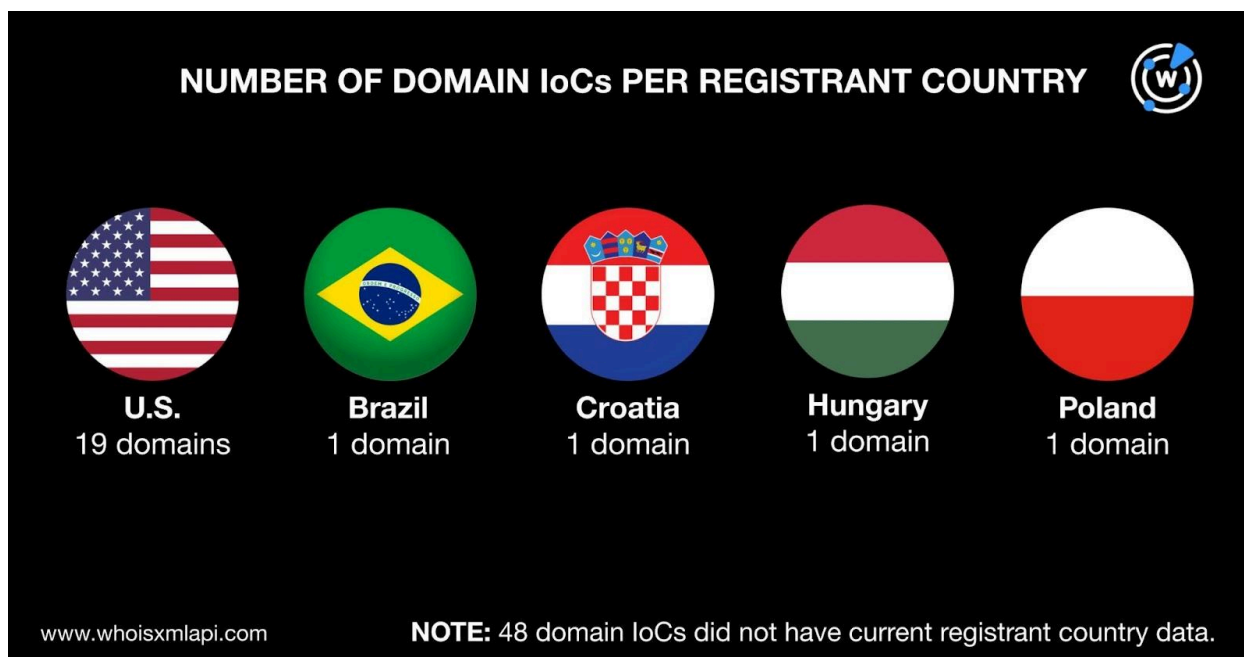 NUMBER OF DOMAIN IoCs PER REGISTRANT COUNTRY
W
U.S.
19 domains
Brazil
1 domain
Croatia
1 domain
Hungary
1 domain
Poland
1 domain
www.whoisxmlapi.com
NOTE: 48 domain IoCs did not have current registrant country data.